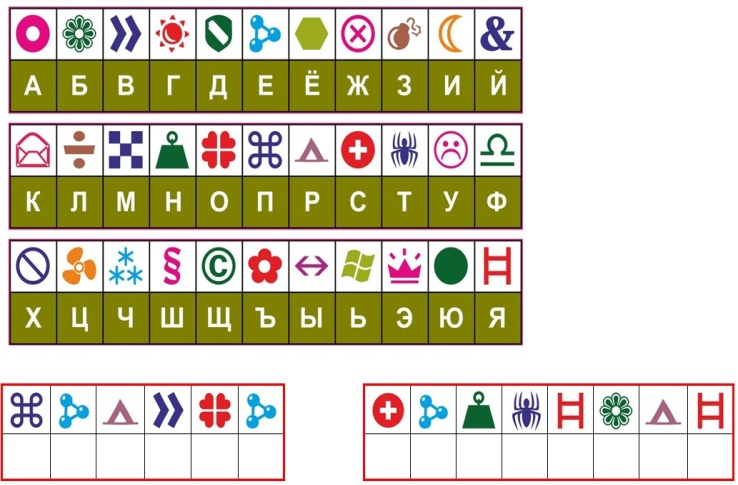 А Б В Г Д Е Ё Ж З И Й
К Л М Н О П Р С Т У Ф
Х Ц Ч Ш Щ Ъ Ы Ь Э Ю Я